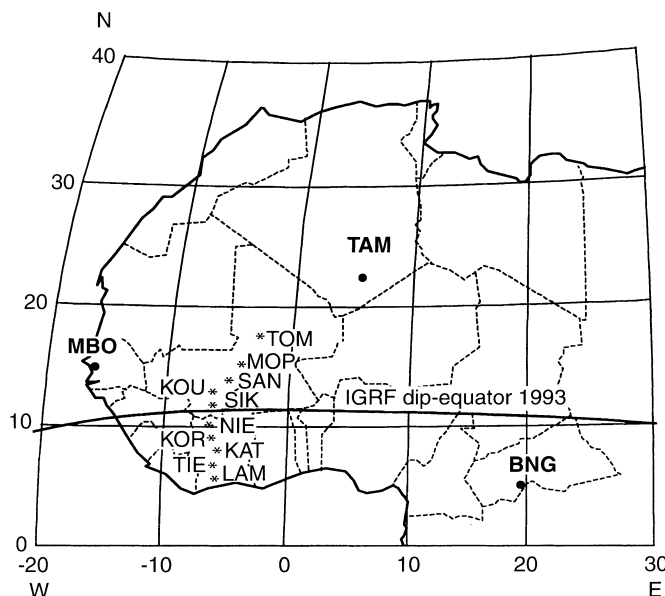 N
40
30
TAM
20
TOM
MBO
MOP
SAN
KOU
SIK
IGRF dip-equator 1993
10
NIE
KOR
KAT
TIE
LAM
BNG
0
-20 -10 0 10 20 30
W E